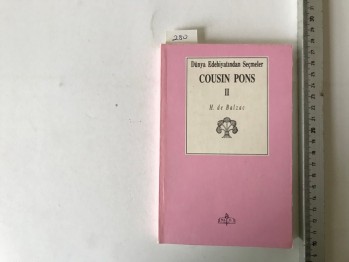 280
Dünya Edebiyatından Seçmeler
COUSIN PONS
II
H. de Balzac